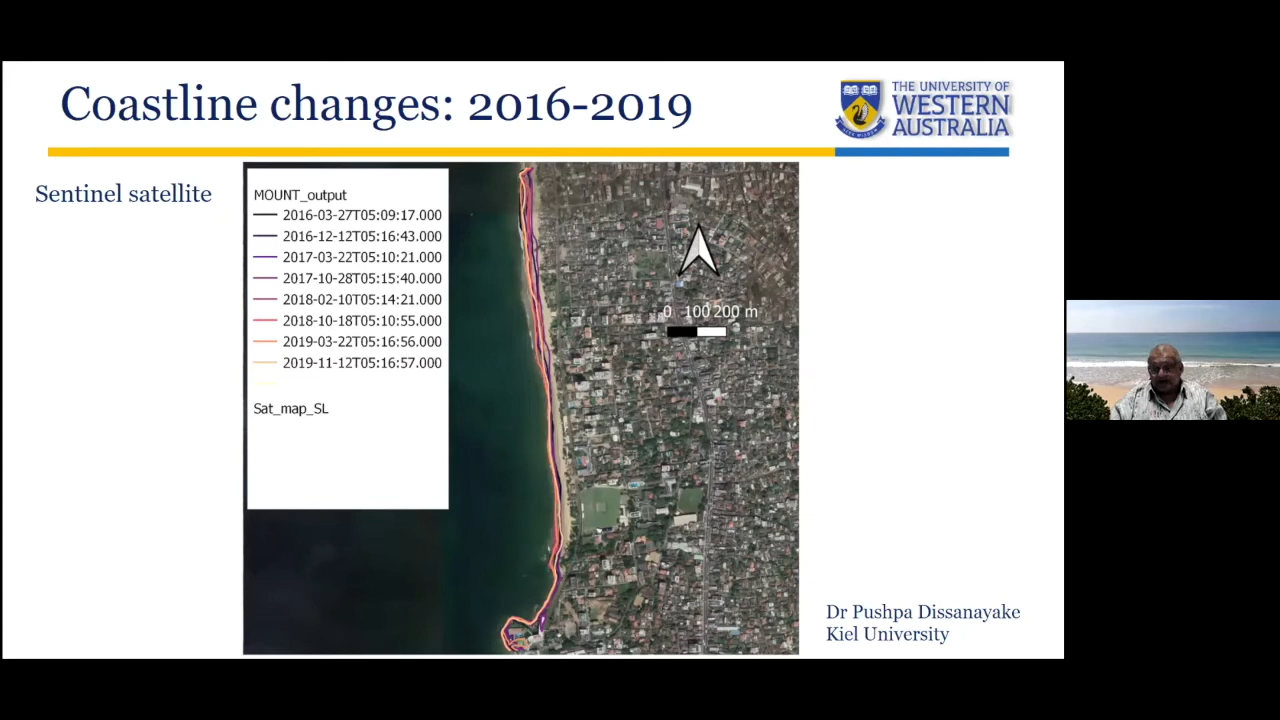 Coastline changes: 2016-2019
THE UNIVERSITY OF
WESTERN
AUSTRALIA
Sentinel satellite
MOUNT_output
2016-03-27T05:09:17.000
2016-12-12T05:16:43.000
2017-03-22T05:10:21.000
2017-10-28T05:15:40.000
2018-02-10T05:14:21.000
2018-10-18T05:10:55.000
2019-03-22T05:16:56.000
2019-11-12T05:16:57.000
Sat_map_SL
0 100 200 m
Dr Pushpa Dissanayake
Kiel University